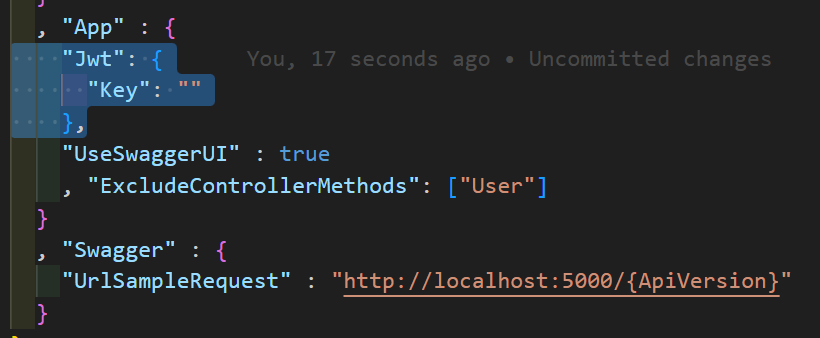 }
, "App" : {
"Jwt": { You, 17 seconds ago • Uncommitted changes
"Key": ""
},
"UseSwaggerUI" : true
, "ExcludeControllerMethods": ["User"]
}
, "Swagger" : {
"UrlSampleRequest" : "http://localhost:5000/{ApiVersion}"
}